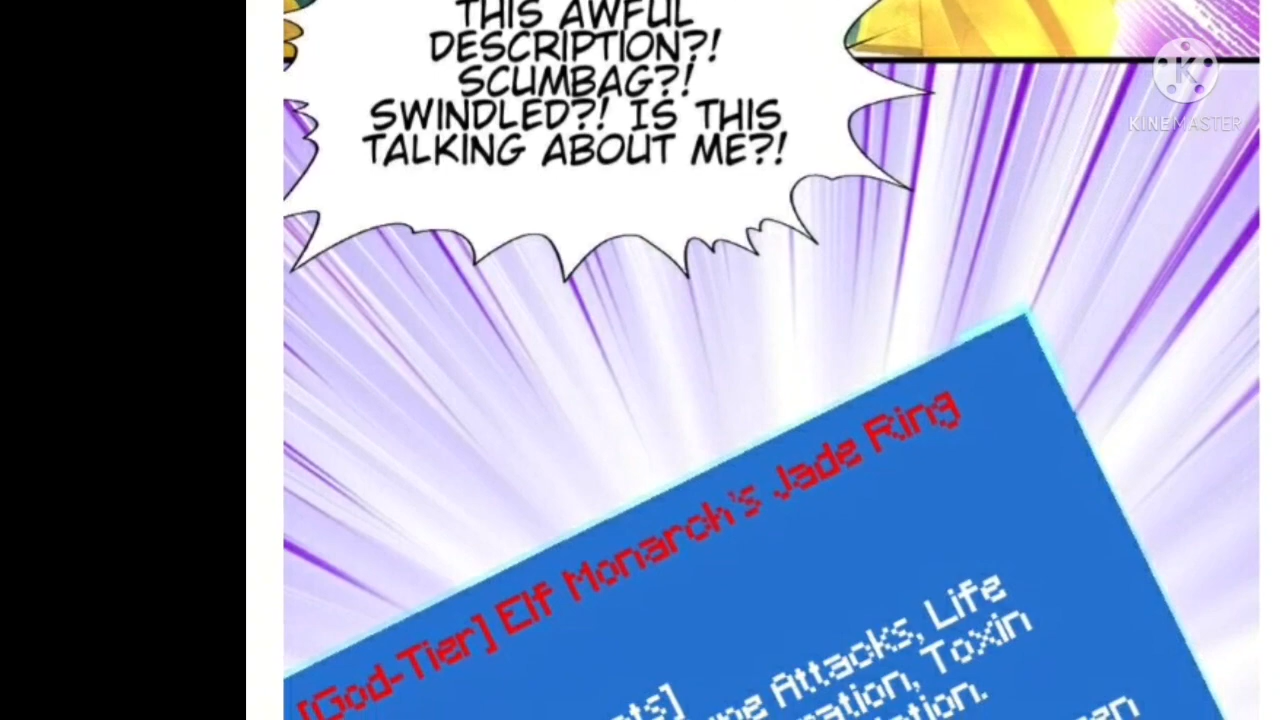 THIS AWFUL
DESCRIPTION?!
SCUMBAG?!
SWINDLED?! IS THIS
TALKING ABOUT ME?!
KINEMASTER
[God-Tier] Elf Monarch's Jade Ring
Attacks, Life
Toxin